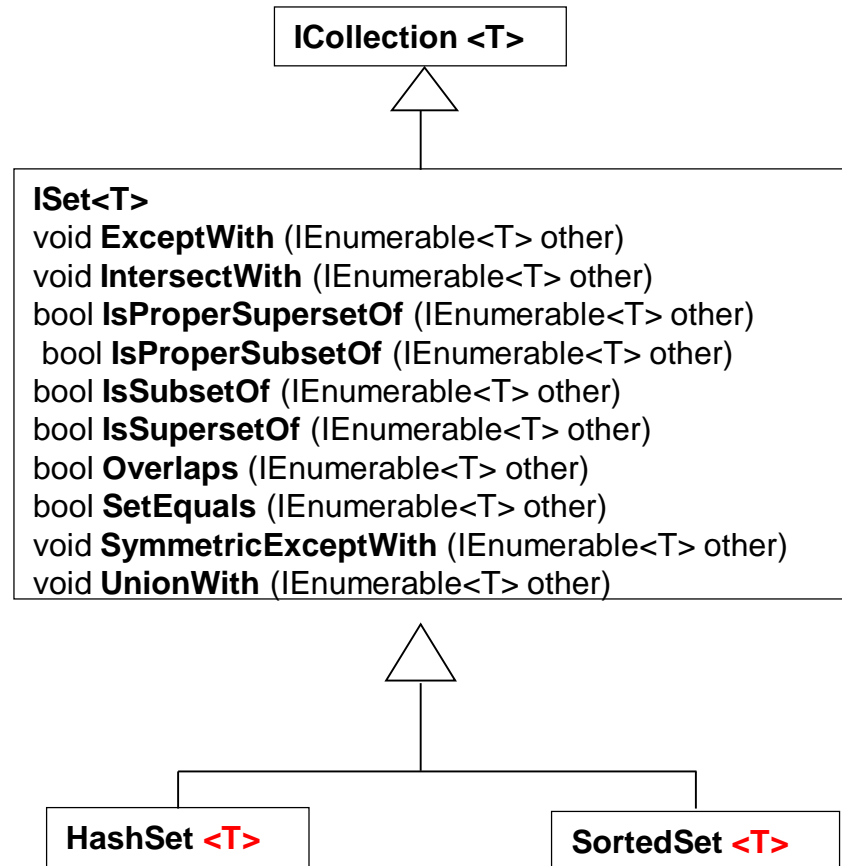 ICollection <T>
ISet<T>
void ExceptWith (IEnumerable<T> other)
void IntersectWith (IEnumerable<T> other)
bool IsProperSupersetOf (IEnumerable<T> other)
bool IsProperSubsetOf (IEnumerable<T> other)
bool IsSubsetOf (IEnumerable<T> other)
bool IsSupersetOf (IEnumerable<T> other)
bool Overlaps (IEnumerable<T> other)
bool SetEquals (IEnumerable<T> other)
void SymmetricExceptWith (IEnumerable<T> other)
void UnionWith (IEnumerable<T> other)
HashSet <T>
SortedSet <T>